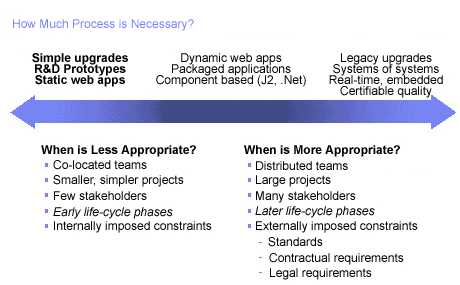 How Much Process is Necessary?
Simple upgrades
R&D Prototypes
Static web apps
Dynamic web apps
Packaged applications
Component based (J2, .Net)
Legacy upgrades
Systems of systems
Real-time, embedded
Certifiable quality
When is Less Appropriate?
Co-located teams
Smaller, simpler projects
Few stakeholders
Early life-cycle phases
Internally imposed constraints
When is More Appropriate?
Distributed teams
Large projects
Many stakeholders
Later life-cycle phases
Externally imposed constraints
- Standards
- Contractual requirements
- Legal requirements